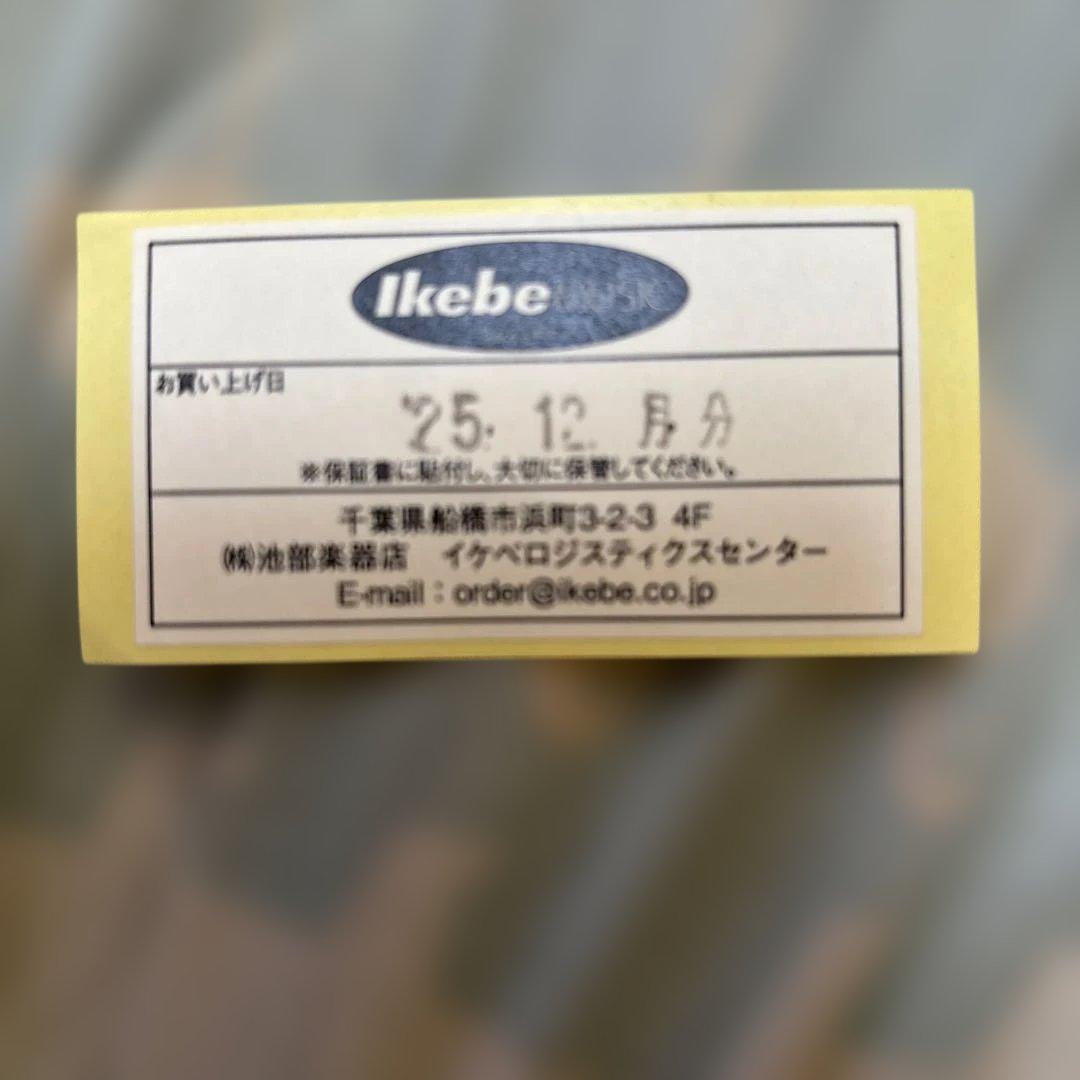 Ikebe MUSIC
お買い上げ日
'25. 12. 月分
※保証書に貼付し、大切に保管してください。
千葉県船橋市浜町3-2-3 4F
㈱池部楽器店 イケベロジスティクスセンター
E-mail：order@ikebe.co.jp